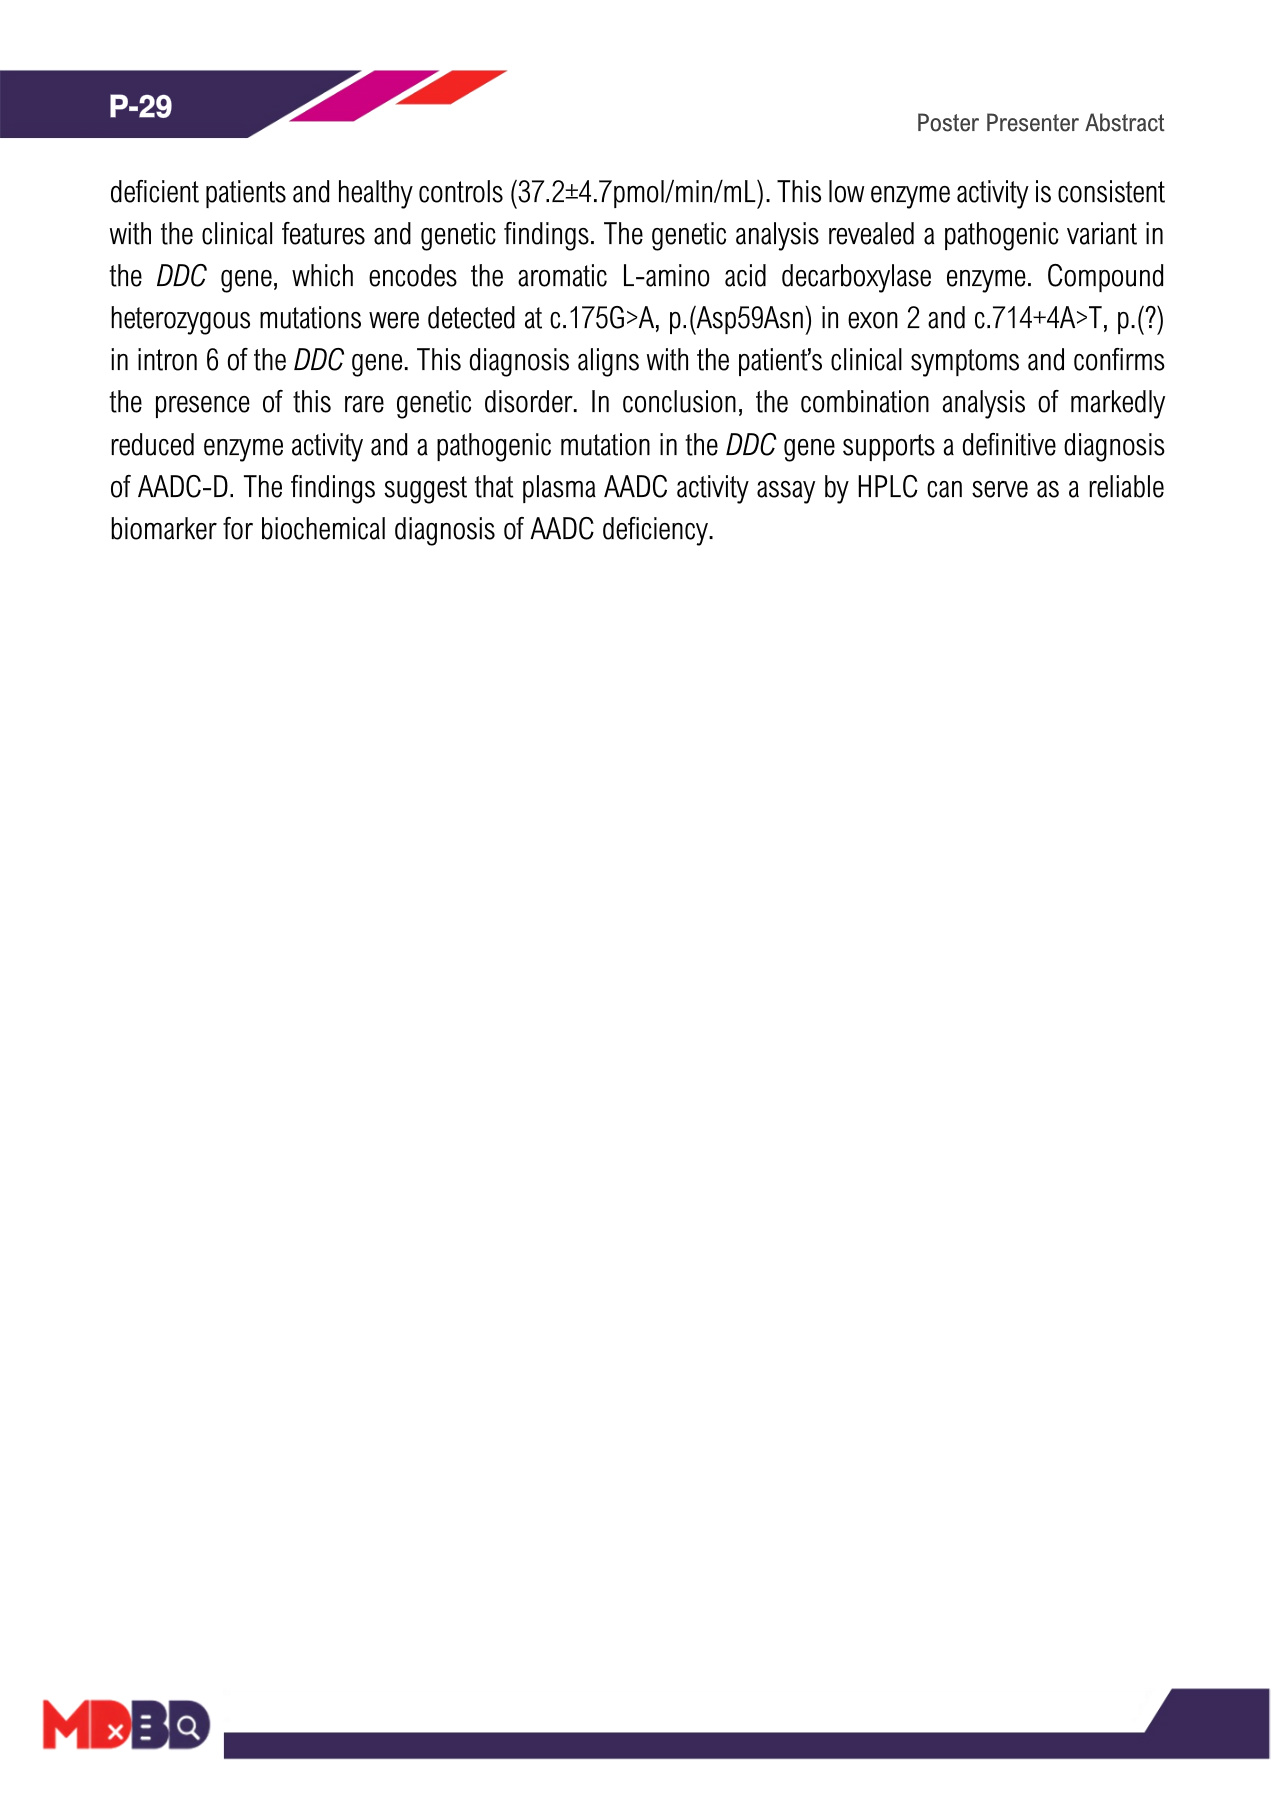 P-29
Poster Presenter Abstract
deficient patients and healthy controls (37.2±4.7pmol/min/mL). This low enzyme activity is consistent
with the clinical features and genetic findings. The genetic analysis revealed a pathogenic variant in
the DDC gene, which encodes the aromatic L-amino acid decarboxylase enzyme. Compound
heterozygous mutations were detected at c.175G>A, p.(Asp59Asn) in exon 2 and c.714+4A>T, p.(?)
in intron 6 of the DDC gene. This diagnosis aligns with the patient's clinical symptoms and confirms
the presence of this rare genetic disorder. In conclusion, the combination analysis of markedly
reduced enzyme activity and a pathogenic mutation in the DDC gene supports a definitive diagnosis
of AADC-D. The findings suggest that plasma AADC activity assay by HPLC can serve as a reliable
biomarker for biochemical diagnosis of AADC deficiency.
MDxBD